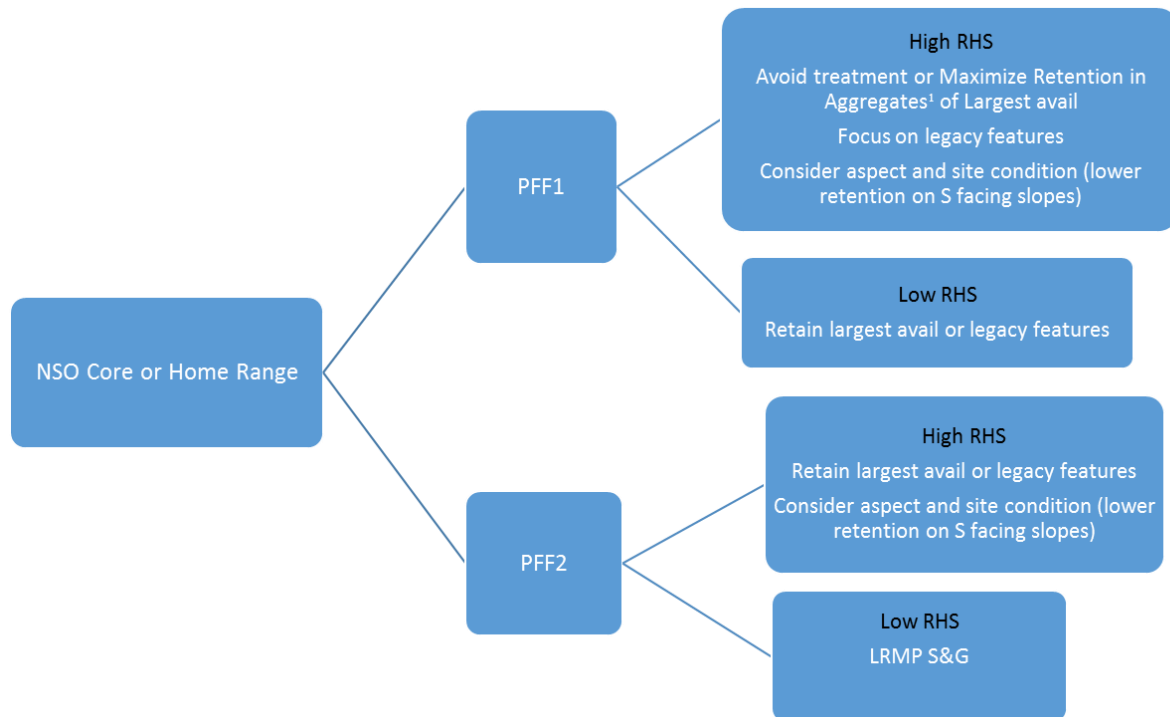 NSO Core or Home Range
PFF1
High RHS
Avoid treatment or Maximize Retention in
Aggregates¹ of Largest avail
Focus on legacy features
Consider aspect and site condition (lower
retention on S facing slopes)
Low RHS
Retain largest avail or legacy features
PFF2
High RHS
Retain largest avail or legacy features
Consider aspect and site condition (lower
retention on S facing slopes)
Low RHS
LRMP S&G